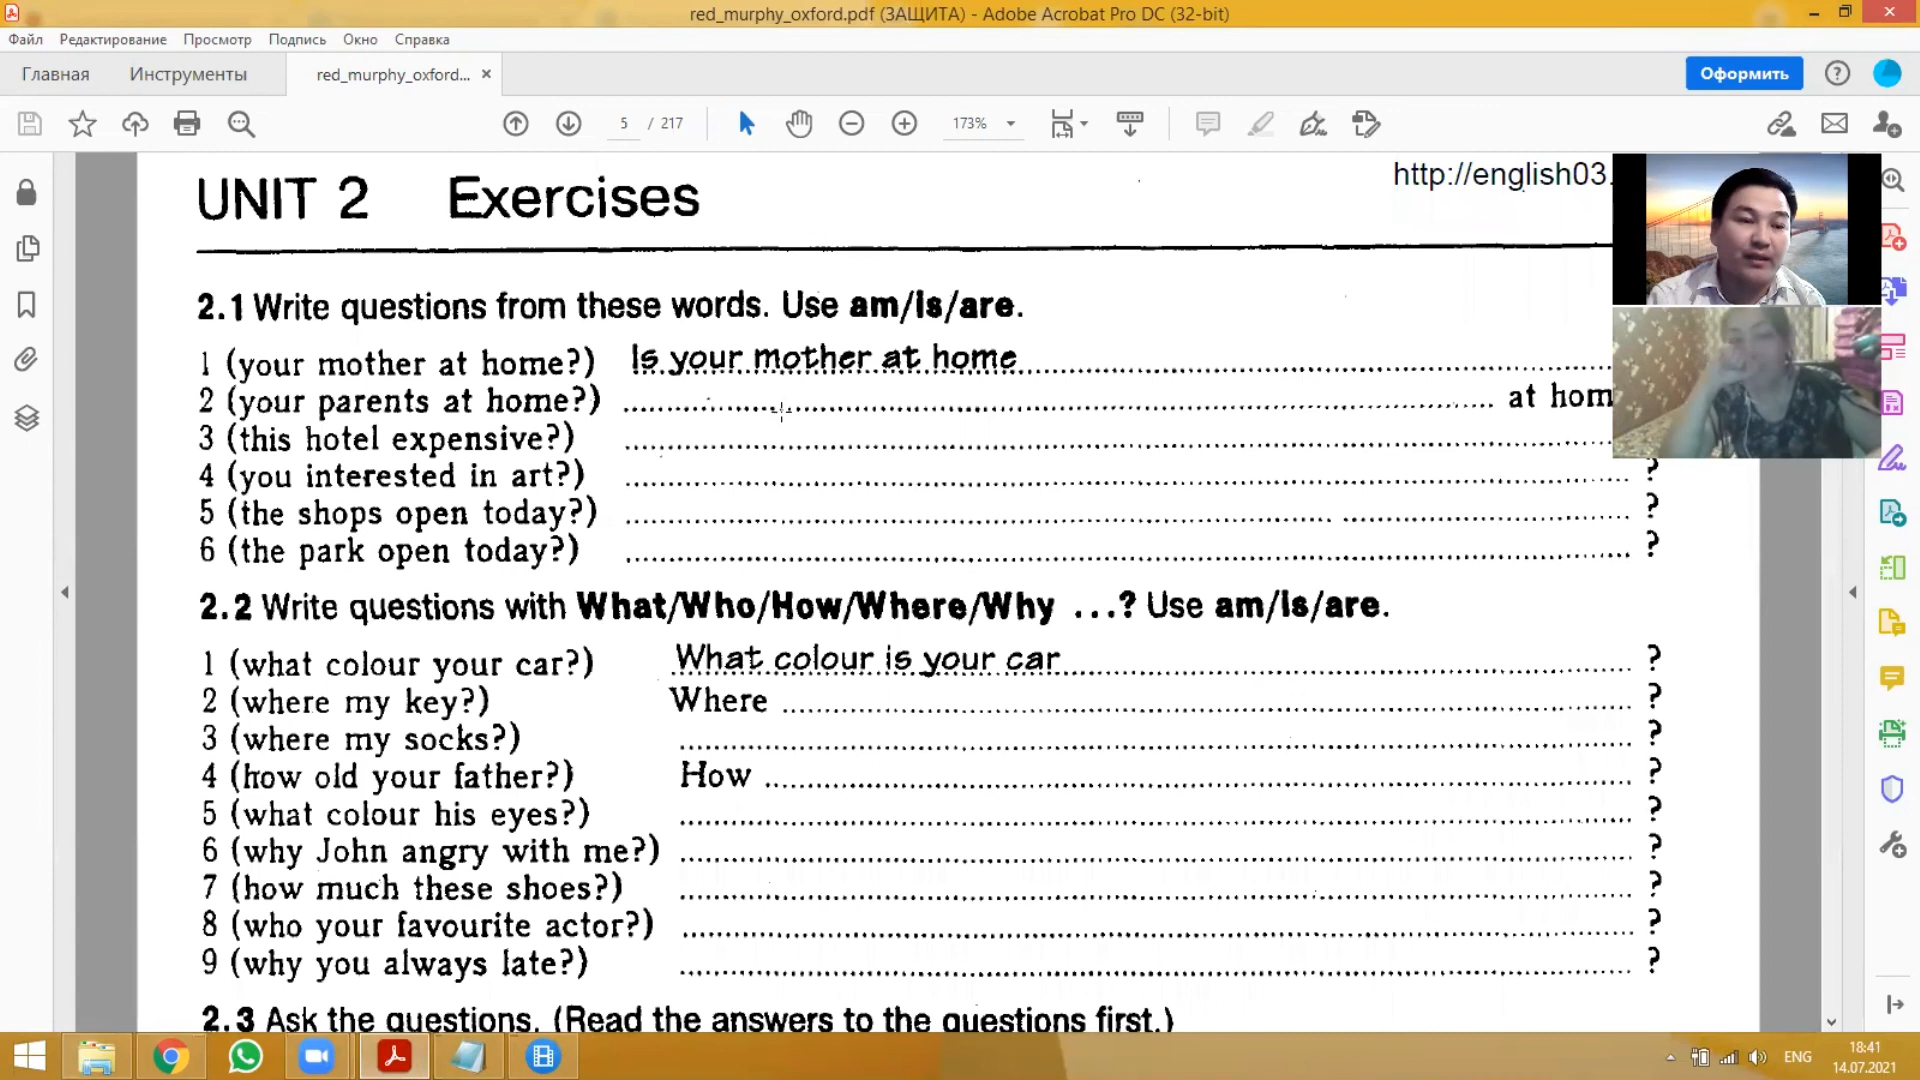 red_murphy_oxford.pdf (ЗАЩИТА) - Adobe Acrobat Pro DC (32-bit)
Файл Редактирование Просмотр Подпись Окно Справка
Главная Инструменты red_murphy_oxford... ×
Оформить
5 / 217 173%
UNIT 2 Exercises
http://english03.
2.1 Write questions from these words. Use am/is/are.
1 (your mother at home?) Is your mother at home
2 (your parents at home?) at hom
3 (this hotel expensive?)
4 (you interested in art?) ?
5 (the shops open today?) ?
6 (the park open today?) ?
2.2 Write questions with What/Who/How/Where/Why ...? Use am/is/are.
1 (what colour your car?) What colour is your car ?
2 (where my key?) Where ?
3 (where my socks?) ?
4 (how old your father?) How ?
5 (what colour his eyes?) ?
6 (why John angry with me?) ?
7 (how much these shoes?) ?
8 (who your favourite actor?) ?
9 (why you always late?) ?
2.3 Ask the questions. (Read the answers to the questions first.)
ENG
18:41
14.07.2021